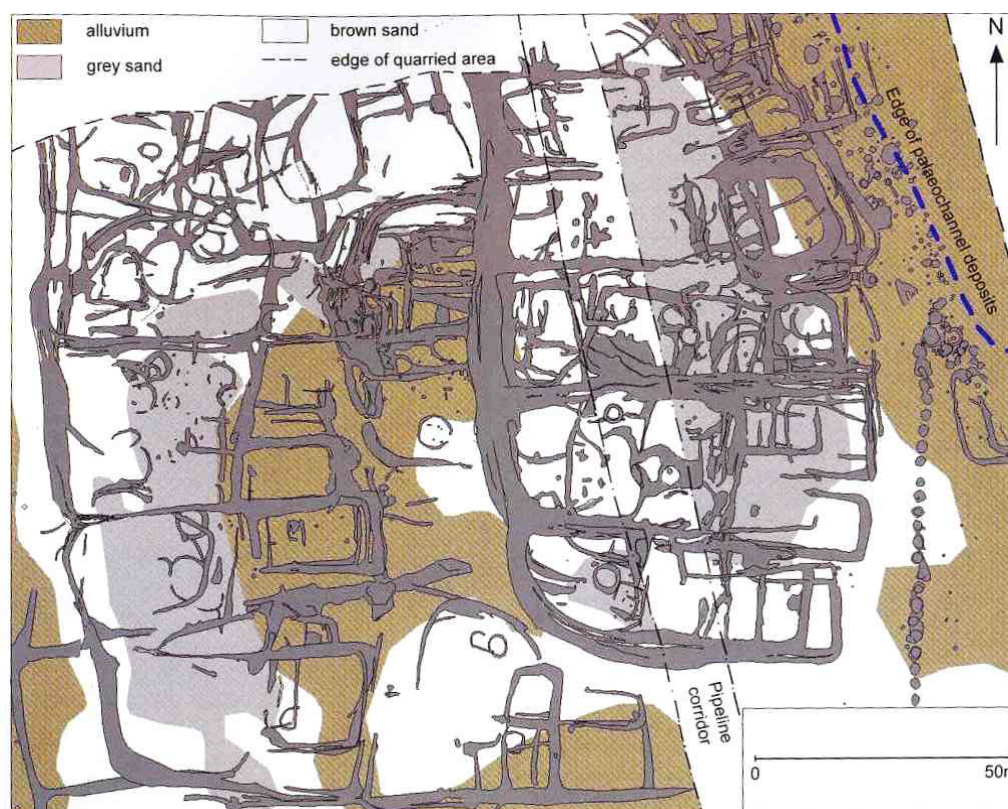 alluvium
brown sand
grey sand
edge of quarried area
N
Edge of palaeochannel deposits
Pipeline
corridor
0
50m